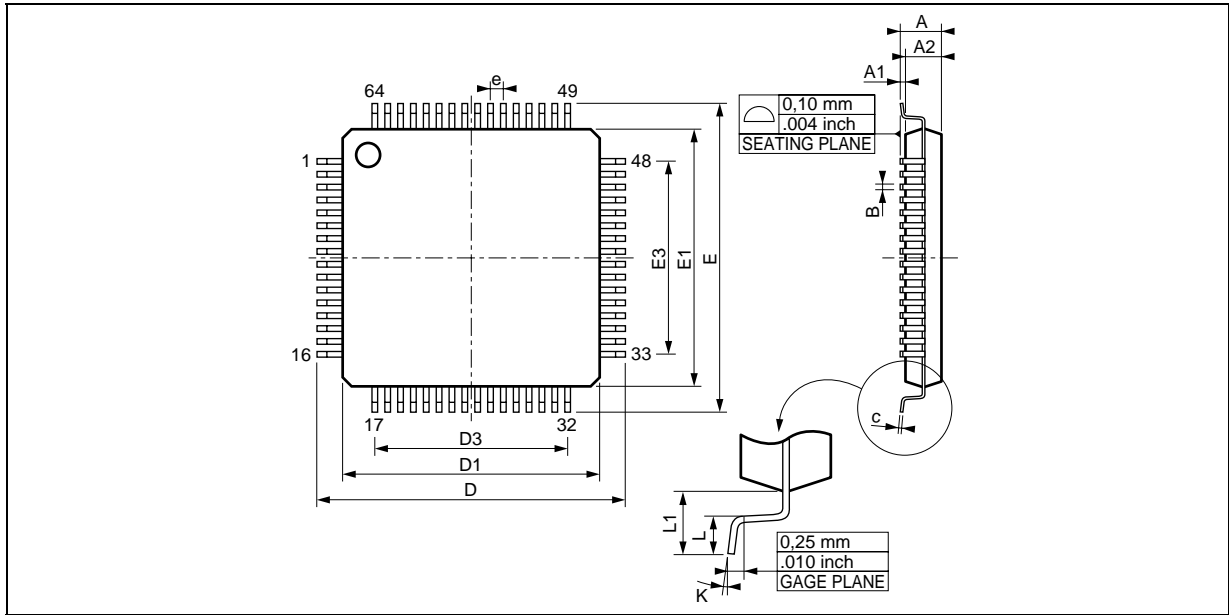 A
A2
A1
e
64
49
0,10 mm
.004 inch
SEATING PLANE
1
48
B
E3
E1
E
16
33
17
32
D3
D1
D
c
L1
L
K
0,25 mm
.010 inch
GAGE PLANE